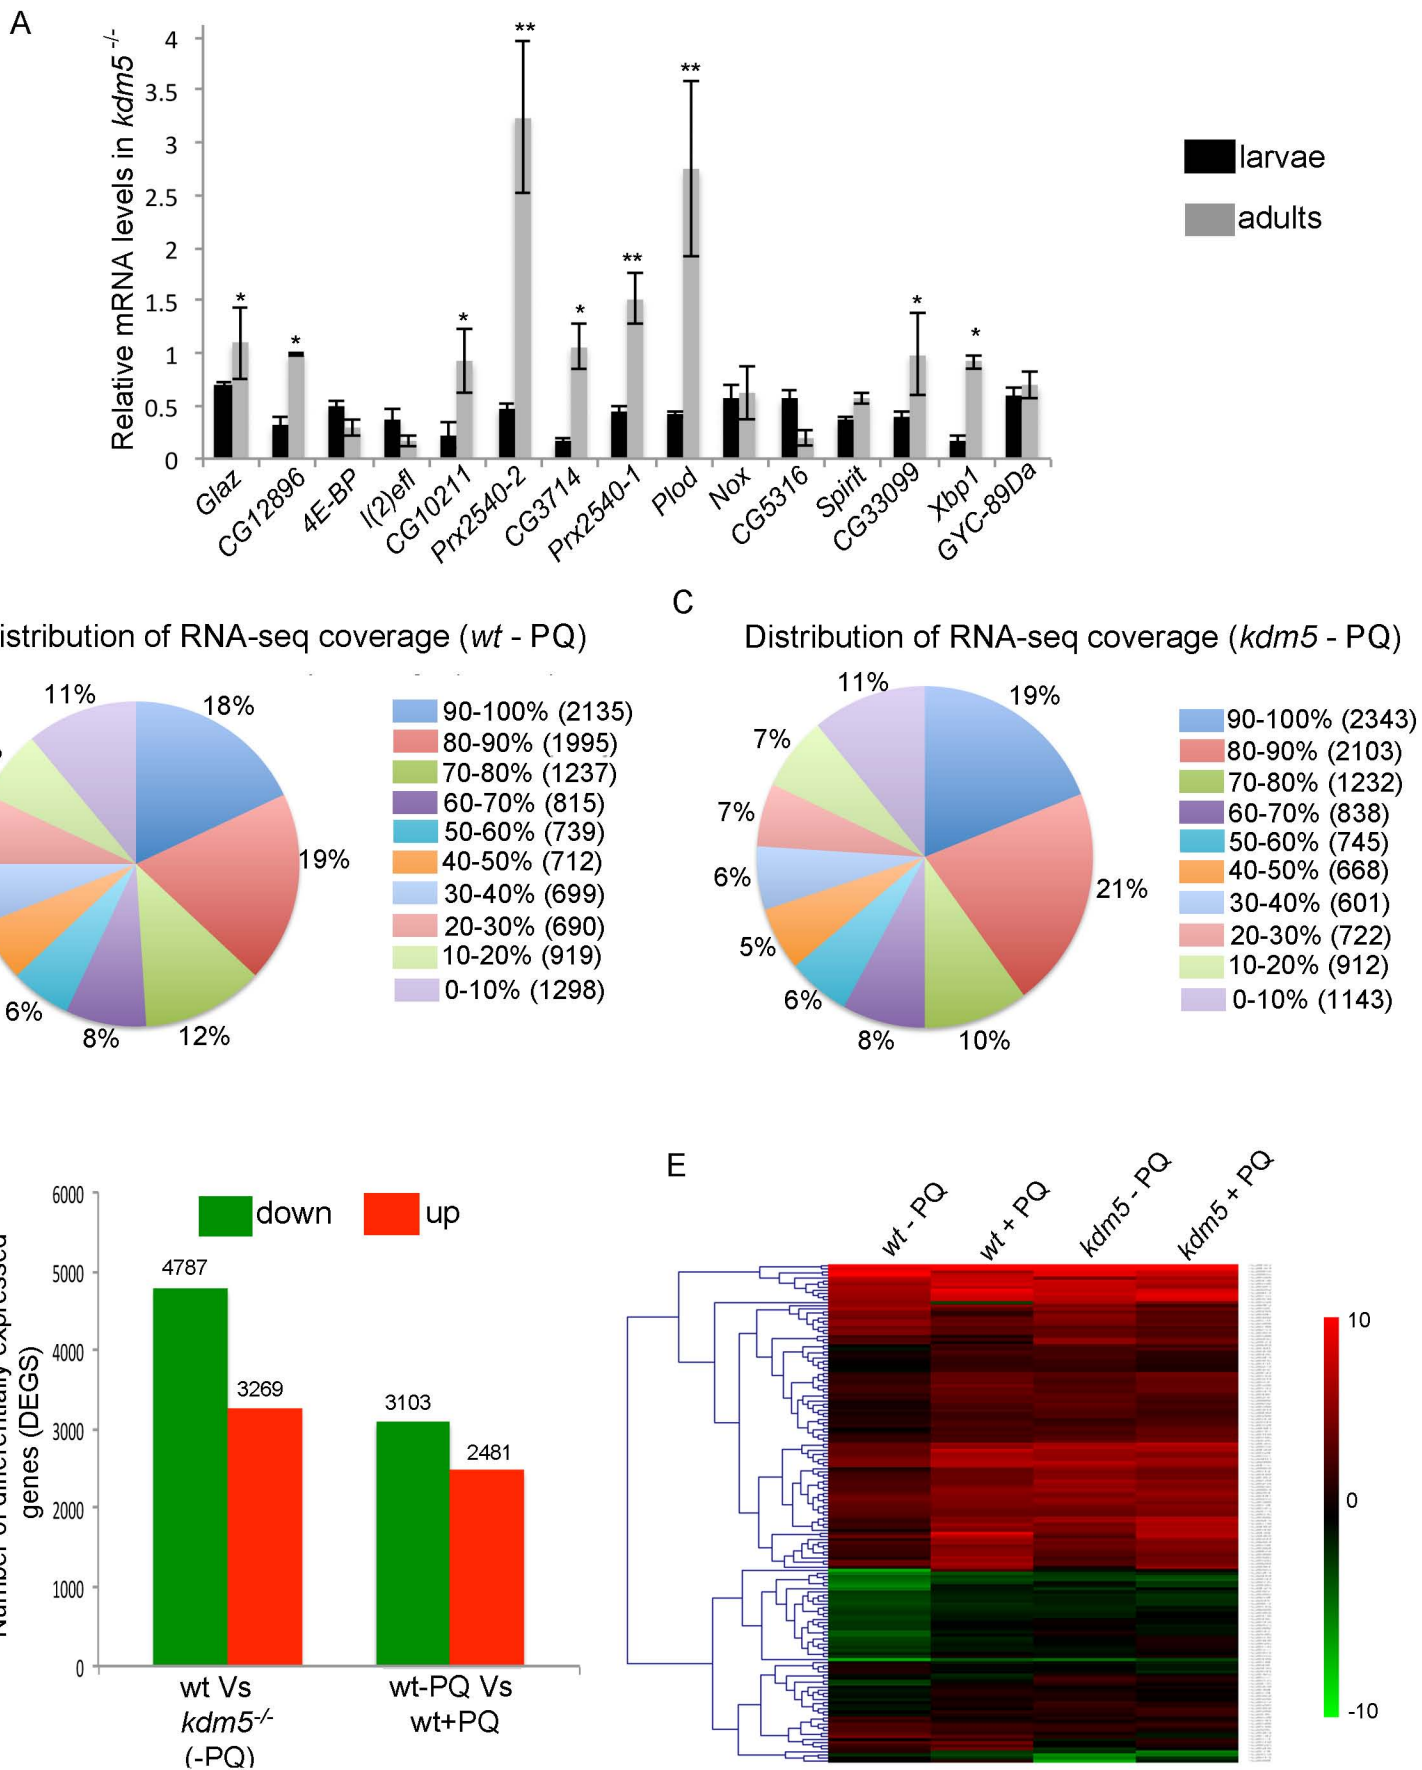 A
Relative mRNA levels in kdm5 -/-
4
3.5
3
2.5
2
1.5
1
0.5
0
* * * ** * ** ** * *
larvae
adults
Glaz
CG12896
4E-BP
l(2)efl
CG10211
Prx2540-2
CG3714
Prx2540-1
Plod
Nox
CG5316
Spirit
CG33099
Xbp1
GYC-89Da
istribution of RNA-seq coverage (wt - PQ)
11%
18%
19%
12%
8%
6%
90-100% (2135)
80-90% (1995)
70-80% (1237)
60-70% (815)
50-60% (739)
40-50% (712)
30-40% (699)
20-30% (690)
10-20% (919)
0-10% (1298)
C
Distribution of RNA-seq coverage (kdm5 - PQ)
11%
19%
7%
7%
6%
5%
6%
8%
10%
21%
90-100% (2343)
80-90% (2103)
70-80% (1232)
60-70% (838)
50-60% (745)
40-50% (668)
30-40% (601)
20-30% (722)
10-20% (912)
0-10% (1143)
Number of differentially expressed
genes (DEGS)
6000
5000
4000
3000
2000
1000
0
down
up
4787
3269
3103
2481
wt Vs
kdm5-/-
(-PQ)
wt-PQ Vs
wt+PQ
E
wt - PQ
wt + PQ
kdm5 - PQ
kdm5 + PQ
10
0
-10